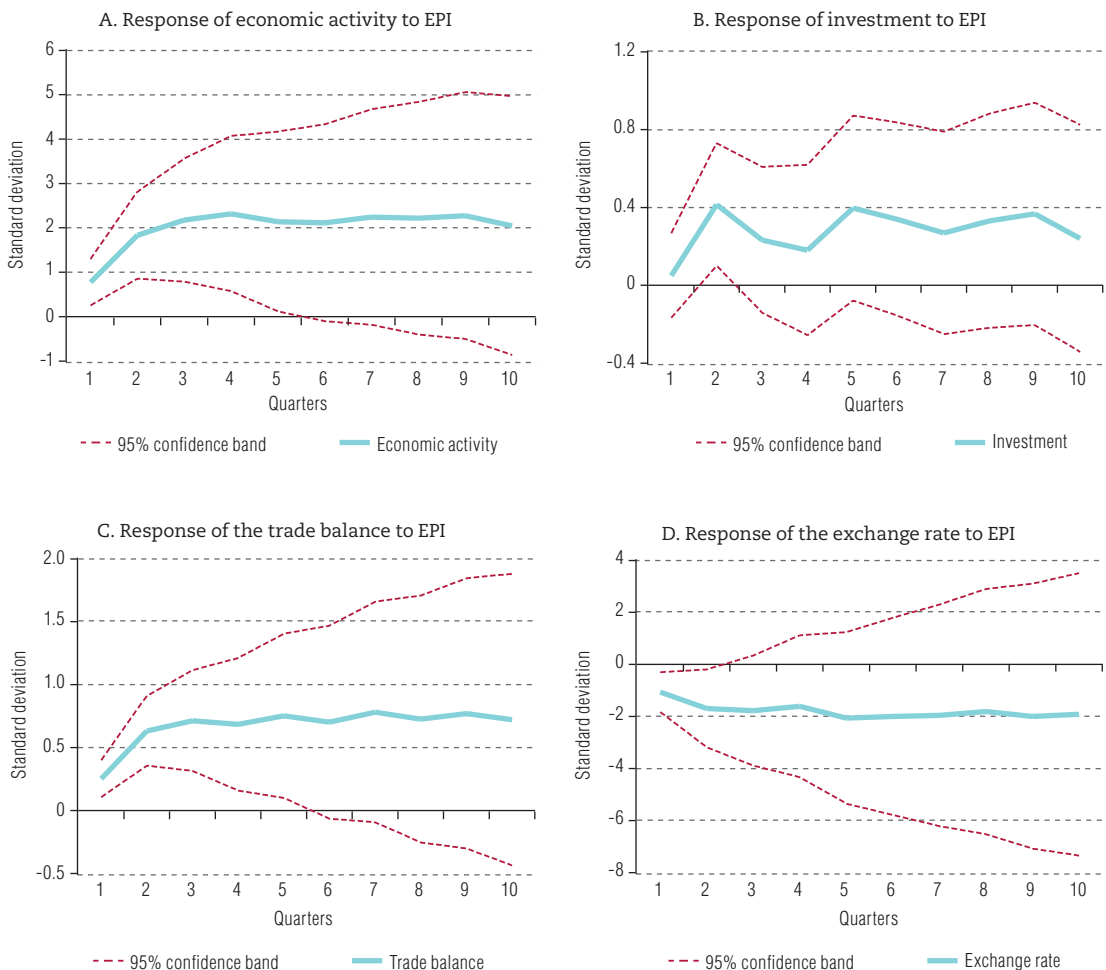 A. Response of economic activity to EPI
6
5
4
3
2
1
0
-1
Standard deviation
1 2 3 4 5 6 7 8 9 10
Quarters
95% confidence band Economic activity
B. Response of investment to EPI
1.2
0.8
0.4
0
-0.4
Standard deviation
1 2 3 4 5 6 7 8 9 10
Quarters
95% confidence band Investment
C. Response of the trade balance to EPI
2.0
1.5
1.0
0.5
0
-0.5
Standard deviation
1 2 3 4 5 6 7 8 9 10
Quarters
95% confidence band Trade balance
D. Response of the exchange rate to EPI
4
2
0
-2
-4
-6
-8
Standard deviation
1 2 3 4 5 6 7 8 9 10
Quarters
95% confidence band Exchange rate